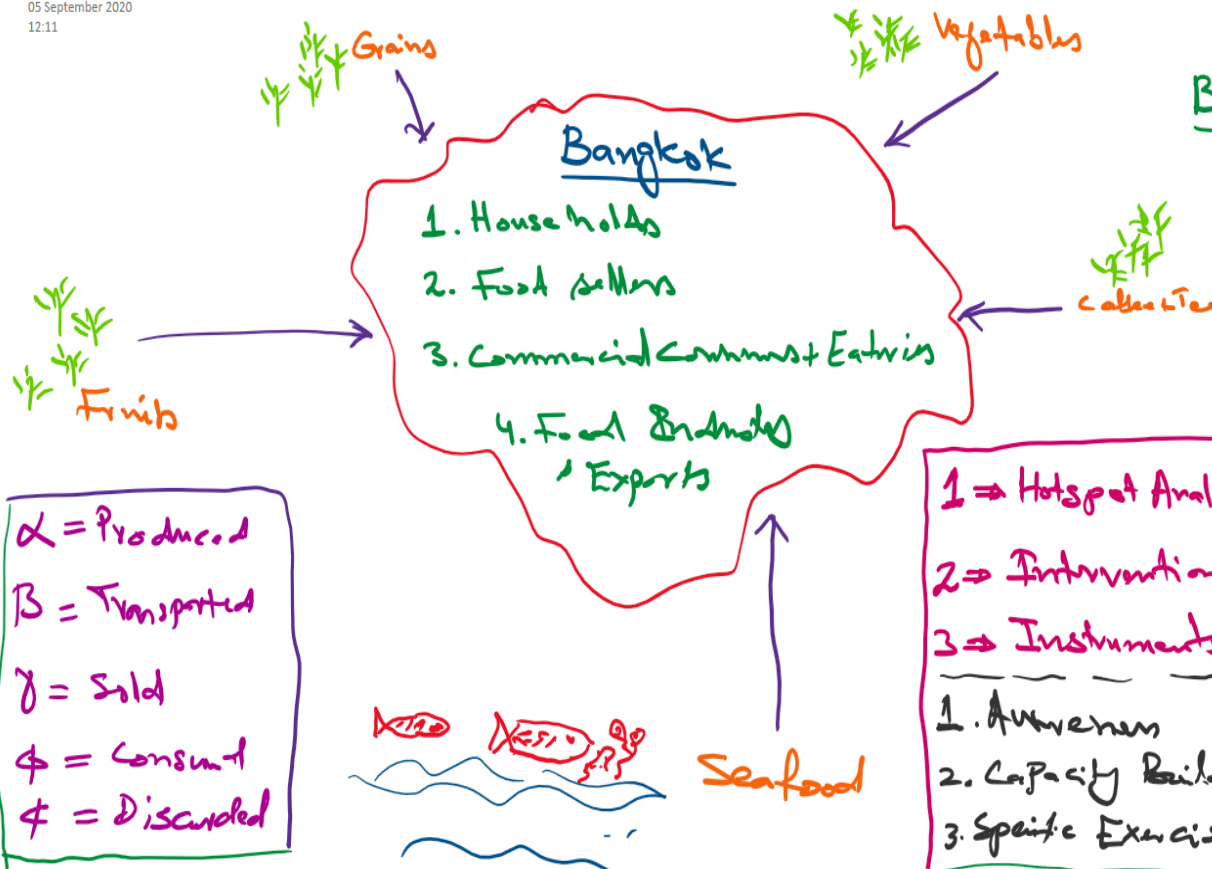 05 September 2020
12:11
Grains
Vegetables
B
Bangkok
1. Households
2. Food sellers
3. Commercial Consumers + Eateries
4. Food Industries
Exports
Fruits
α = Produced
β = Transported
γ = Sold
ϕ = Consumed
¢ = Discarded
Seafood
1 ⇒ Hotspot Anal
2 ⇒ Intervention
3 ⇒ Instruments
1. Awareness
2. Capacity Buil
3. Specific Exercis